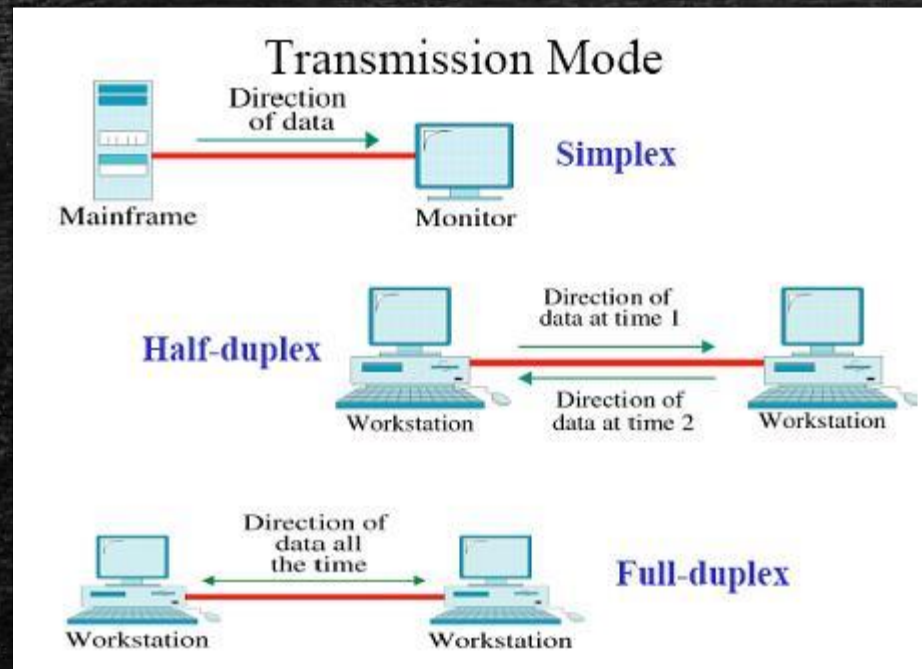 Transmission Mode
Direction
of data
Simplex
Mainframe
Monitor
Direction of
data at time 1
Half-duplex
Direction of
data at time 2
Workstation
Workstation
Direction of
data all
the time
Full-duplex
Workstation
Workstation